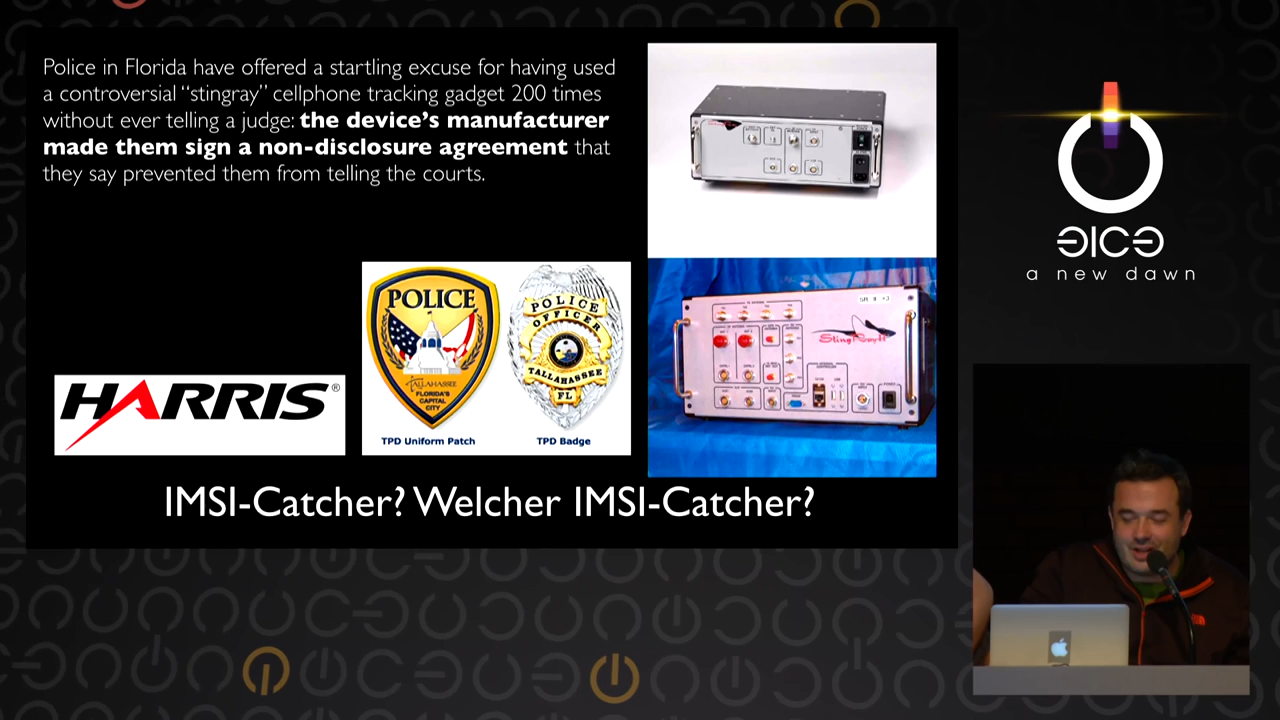 Police in Florida have offered a startling excuse for having used
a controversial “stingray” cellphone tracking gadget 200 times
without ever telling a judge: the device’s manufacturer
made them sign a non-disclosure agreement that
they say prevented them from telling the courts.
HARRIS®
POLICE
TALLAHASSEE
FLORIDA'S
CAPITAL
CITY
TPD Uniform Patch
POLICE
OFFICER
TALLAHASSEE
FL
TPD Badge
StingRay II
IMSI-Catcher? Welcher IMSI-Catcher?
a new dawn